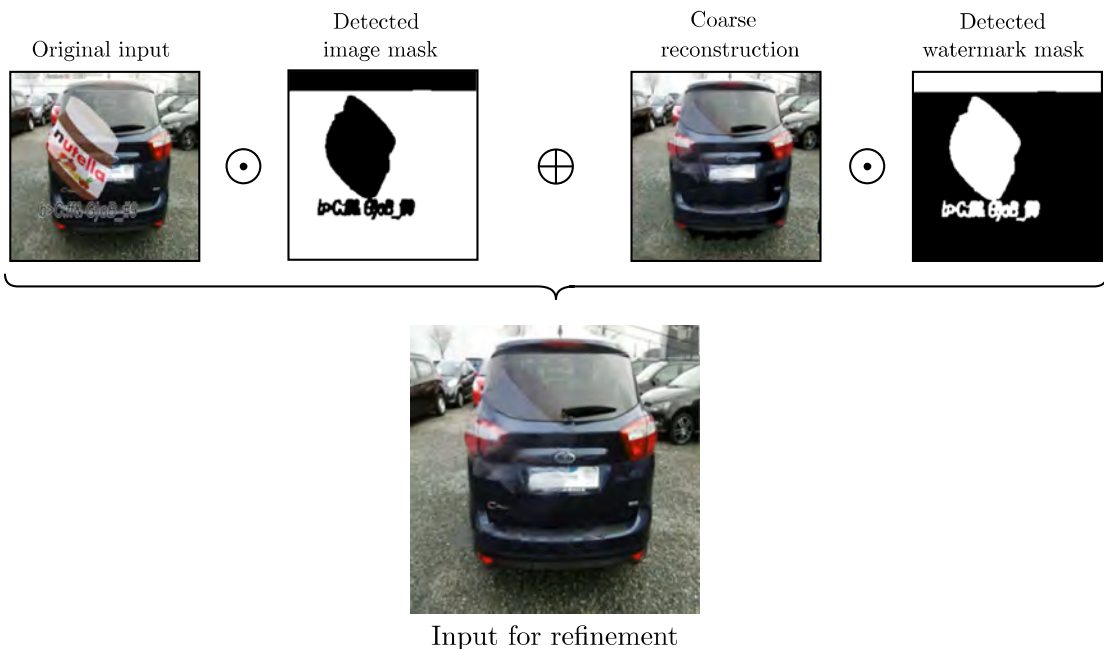 Original input
Detected
image mask
Coarse
reconstruction
Detected
watermark mask
nutella
Input for refinement